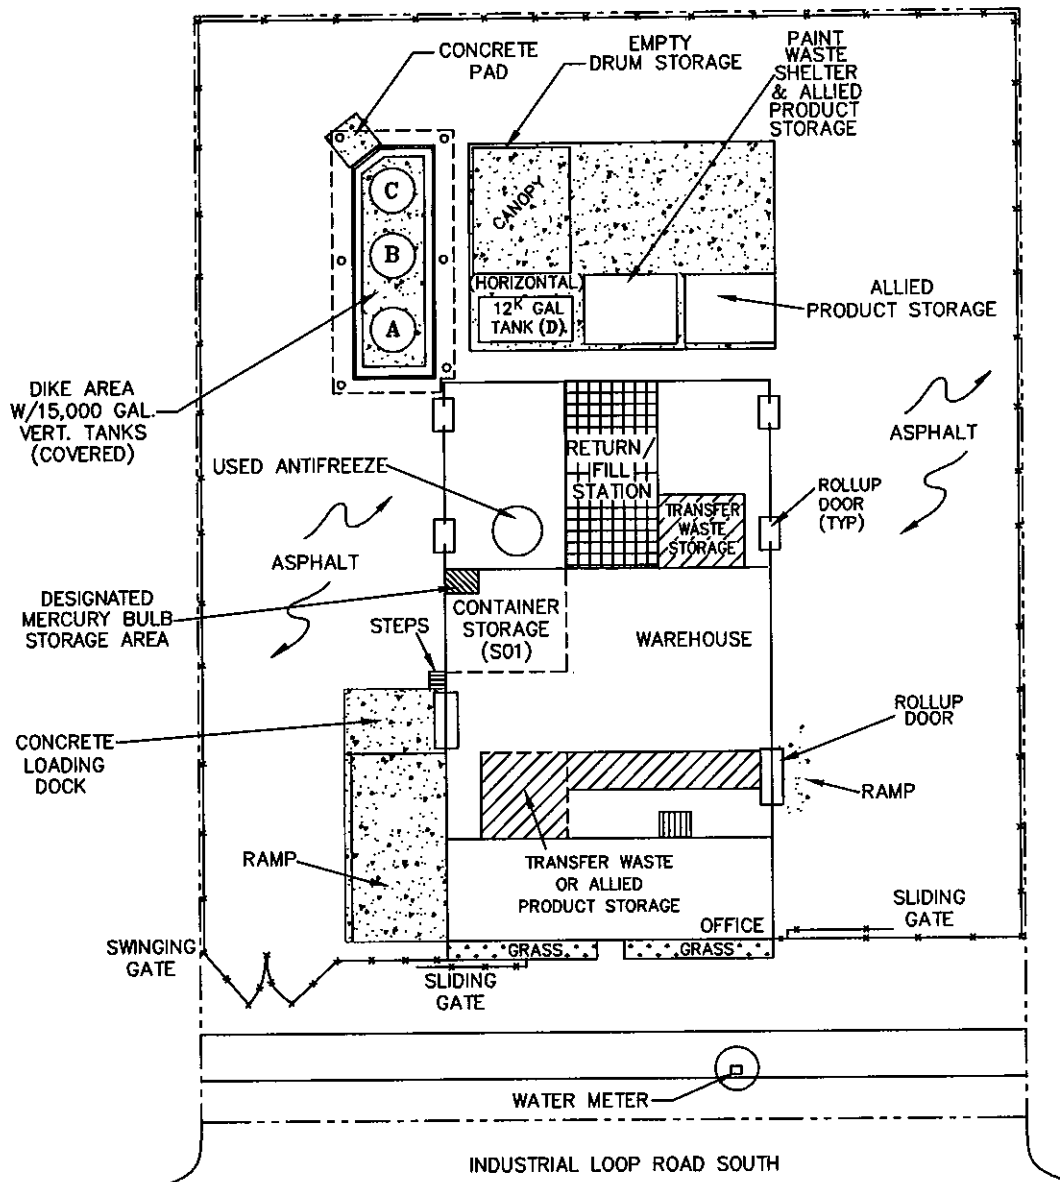 CONCRETE
PAD
EMPTY
DRUM STORAGE
PAINT
WASTE
SHELTER
& ALLIED
PRODUCT
STORAGE
C
B
A
CANOPY
(HORIZONTAL)
12K GAL
TANK (D).
ALLIED
PRODUCT STORAGE
DIKE AREA
W/15,000 GAL.
VERT. TANKS
(COVERED)
ASPHALT
USED ANTIFREEZE
RETURN/
FILL
STATION
TRANSFER
WASTE
STORAGE
ROLLUP
DOOR
(TYP)
ASPHALT
DESIGNATED
MERCURY BULB
STORAGE AREA
STEPS
CONTAINER
STORAGE
(S01)
WAREHOUSE
ROLLUP
DOOR
CONCRETE
LOADING
DOCK
RAMP
RAMP
TRANSFER WASTE
OR ALLIED
PRODUCT STORAGE
OFFICE
SLIDING
GATE
SWINGING
GATE
GRASS
GRASS
SLIDING
GATE
WATER METER
INDUSTRIAL LOOP ROAD SOUTH